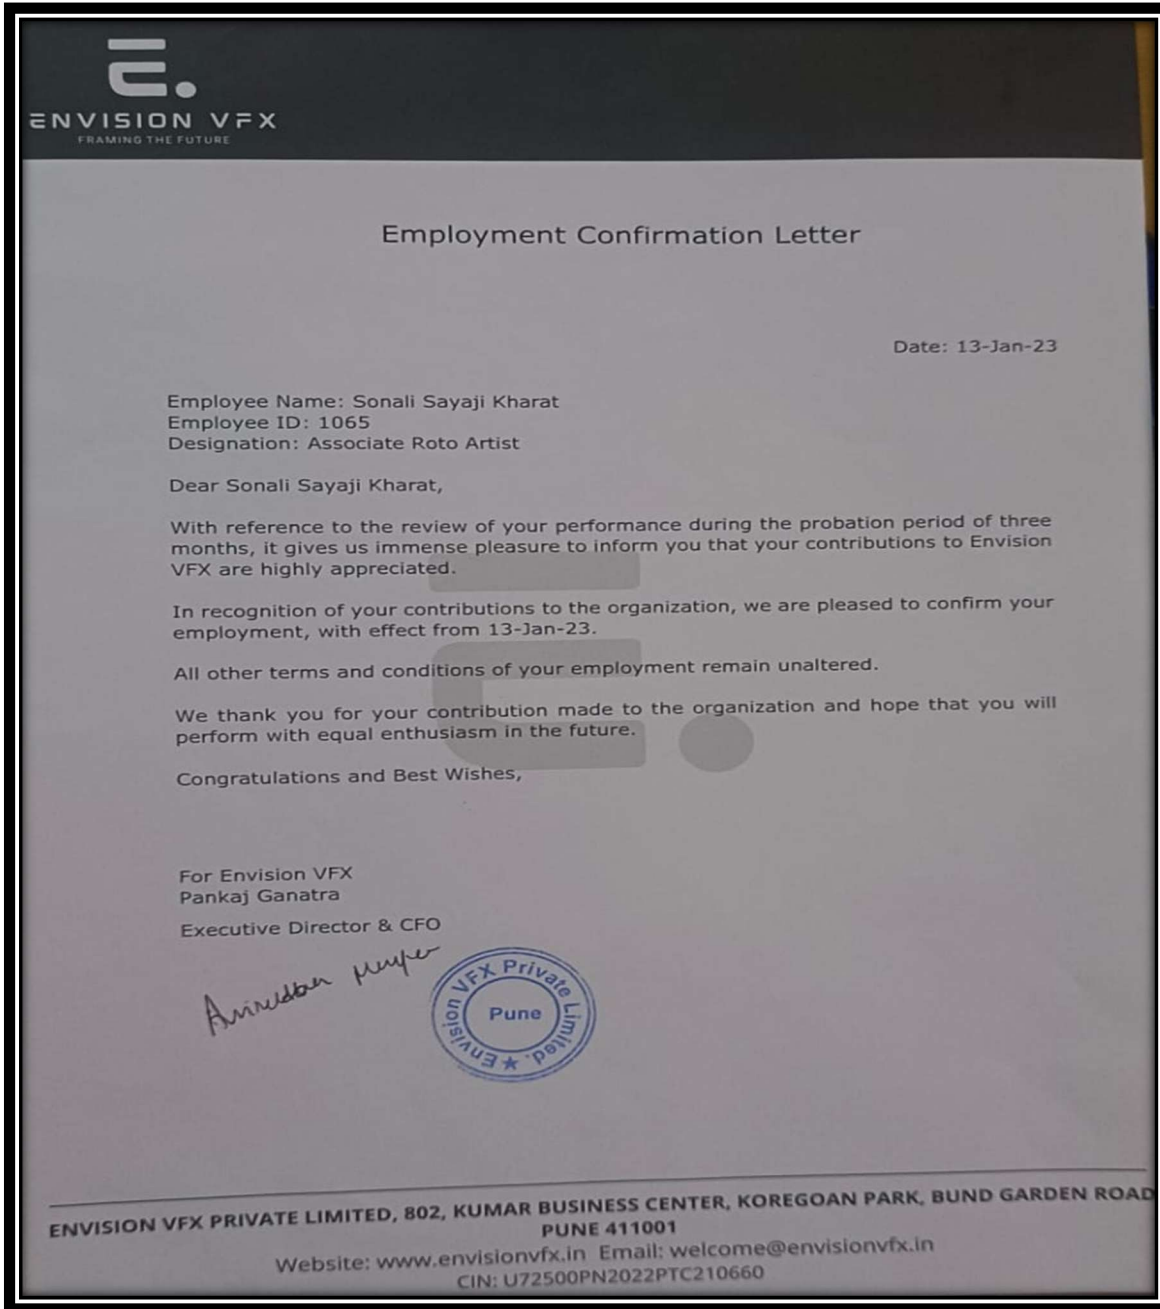 ENVISION VFX
FRAMING THE FUTURE
Employment Confirmation Letter
Date: 13-Jan-23
Employee Name: Sonali Sayaji Kharat
Employee ID: 1065
Designation: Associate Roto Artist
Dear Sonali Sayaji Kharat,
With reference to the review of your performance during the probation period of three
months, it gives us immense pleasure to inform you that your contributions to Envision
VFX are highly appreciated.
In recognition of your contributions to the organization, we are pleased to confirm your
employment, with effect from 13-Jan-23.
All other terms and conditions of your employment remain unaltered.
We thank you for your contribution made to the organization and hope that you will
perform with equal enthusiasm in the future.
Congratulations and Best Wishes,
For Envision VFX
Pankaj Ganatra
Executive Director & CFO
Envision VFX Private Limited.
Pune
ENVISION VFX PRIVATE LIMITED, 802, KUMAR BUSINESS CENTER, KOREGOAN PARK, BUND GARDEN ROAD
PUNE 411001
Website: www.envisionvfx.in Email: welcome@envisionvfx.in
CIN: U72500PN2022PTC210660